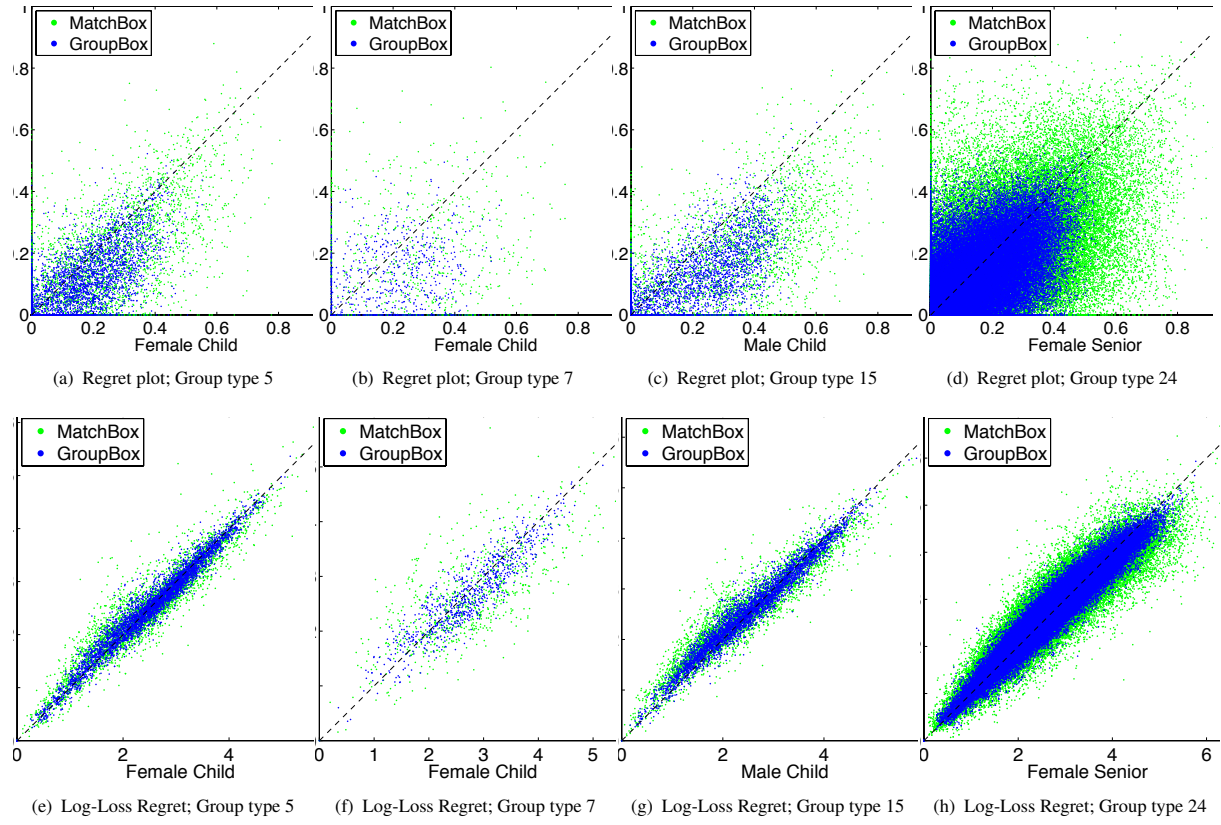 MatchBox
GroupBox
MatchBox
GroupBox
MatchBox
GroupBox
MatchBox
GroupBox
.8
.6
.4
.2
0
.8
.6
.4
.2
0
.8
.6
.4
.2
0
.8
.6
.4
.2
0
0 0.2 0.4 0.6 0.8
0 0.2 0.4 0.6 0.8
0 0.2 0.4 0.6 0.8
0 0.2 0.4 0.6 0.8
Female Child
Female Child
Male Child
Female Senior
(a) Regret plot; Group type 5
(b) Regret plot; Group type 7
(c) Regret plot; Group type 15
(d) Regret plot; Group type 24
MatchBox
GroupBox
MatchBox
GroupBox
MatchBox
GroupBox
MatchBox
GroupBox
0 2 4
0 1 2 3 4 5
0 2 4
0 2 4 6
Female Child
Female Child
Male Child
Female Senior
(e) Log-Loss Regret; Group type 5
(f) Log-Loss Regret; Group type 7
(g) Log-Loss Regret; Group type 15
(h) Log-Loss Regret; Group type 24